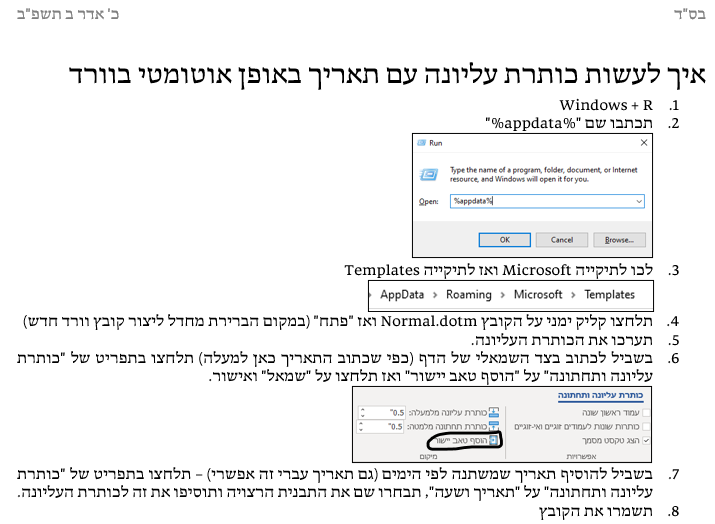 בס"ד
כ' אדר ב תשפ"ב
איך לעשות כותרת עליונה עם תאריך באופן אוטומטי בוורד
1. Windows + R
2. תכתבו שם "%appdata%"
Run
Type the name of a program, folder, document, or Internet
resource, and Windows will open it for you.
Open: %appdata%
OK Cancel Browse...
3. לכו לתיקייה Microsoft ואז לתיקייה Templates
AppData > Roaming > Microsoft > Templates
4. תלחצו קליק ימני על הקובץ Normal.dotm ואז "פתח" (במקום הברירת מחדל ליצור קובץ וורד חדש)
5. תערכו את הכותרת העליונה.
6. בשביל לכתוב בצד השמאלי של הדף (כפי שכתוב התאריך כאן למעלה) תלחצו בתפריט של "כותרת
עליונה ותחתונה" על "הוסף טאב יישור" ואז תלחצו על "שמאל" ואישור.
כותרת עליונה ותחתונה
עמוד ראשון שונה כותרת עליונה מלמעלה: 0.5"
כותרות שונות לעמודים זוגיים ואי-זוגיים כותרת תחתונה מלמטה: 0.5"
הצג טקסט מסמך הוסף טאב יישור
אפשרויות מיקום
7. בשביל להוסיף תאריך שמשתנה לפי הימים (גם תאריך עברי זה אפשרי) – תלחצו בתפריט של "כותרת
עליונה ותחתונה" על "תאריך ושעה", תבחרו שם את התבנית הרצויה ותוסיפו את זה לכותרת העליונה.
8. תשמרו את הקובץ